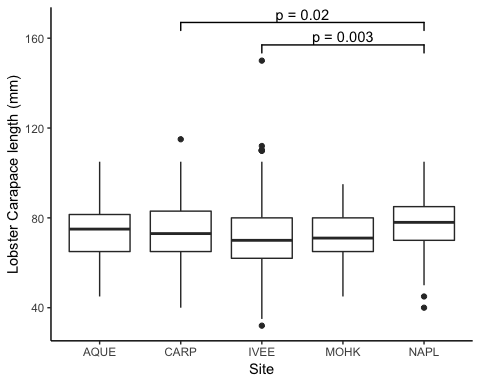 p = 0.02
p = 0.003
160
120
80
40
Lobster Carapace length (mm)
AQUE CARP IVEE MOHK NAPL
Site